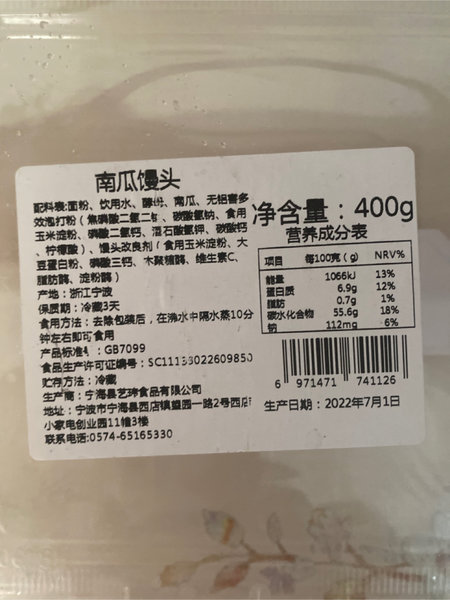 南瓜馒头
配料表:面粉、饮用水、酵母、南瓜、无铝害多
效泡打粉（焦磷酸二氢二钠、碳酸氢钠、食用
玉米淀粉、磷酸二氢钙、酒石酸氢钾、碳酸钙
、柠檬酸）、馒头改良剂（食用玉米淀粉、大
豆蛋白粉、磷酸三钙、木聚糖酶、维生素C、
脂肪酶、淀粉酶）
产地：浙江宁波
保质期：冷藏3天
食用方法：去除包装后，在沸水中隔水蒸10分
钟左右即可食用
产品标准号：GB7099
食品生产许可证编号：SC11133022609850
贮存方法：冷藏
生产商：宁海县艺玮食品有限公司
地址：宁波市宁海县西店镇望园一路2号西店
小家电创业园11幢3楼
联系电话:0574-65165330
净含量：400g
营养成分表
项目 每100克（g） NRV%
能量 1066kJ 13%
蛋白质 6.9g 12%
脂肪 0.7g 1%
碳水化合物 55.6g 18%
钠 112mg 6%
6 971471 741126
生产日期：2022年7月1